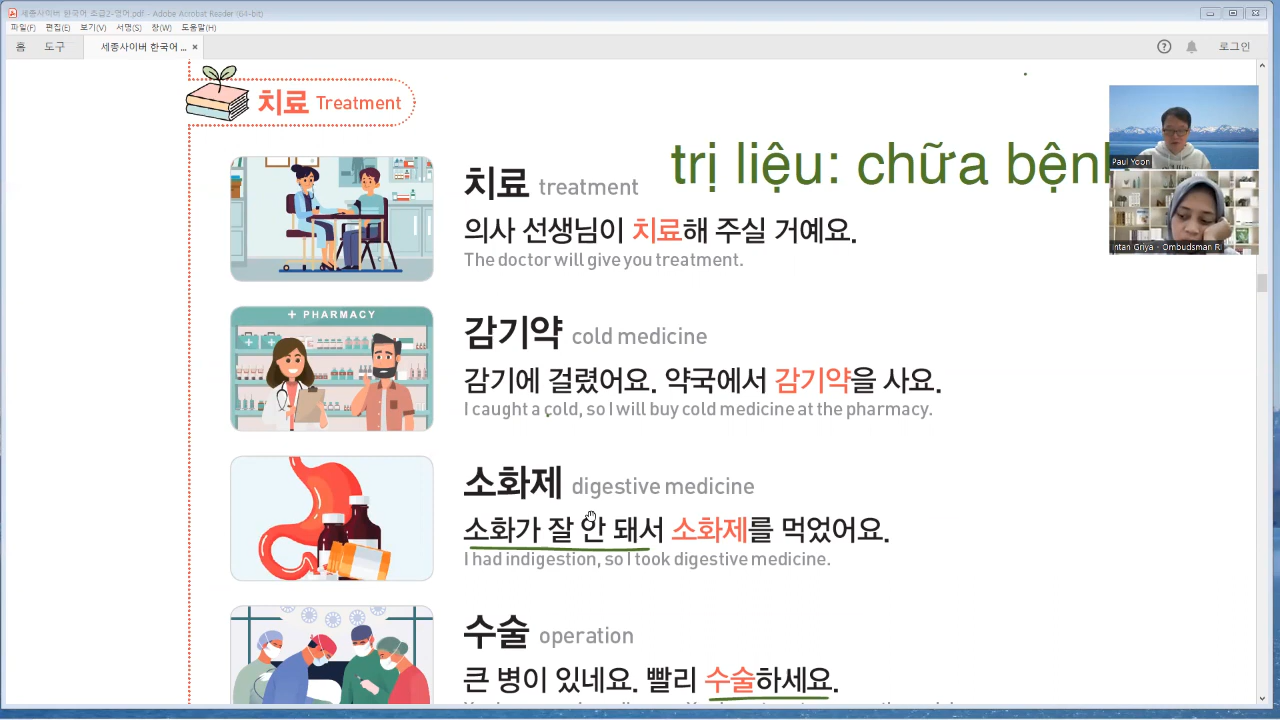 세종사이버 한국어 초급2-영어.pdf - Adobe Acrobat Reader (64-bit)
파일(F) 편집(E) 보기(V) 서명(S) 창(W) 도움말(H)
홈 도구 세종사이버 한국어 ... × 로그인
치료 Treatment
trị liệu: chữa bệnh
Paul Yoon
치료 treatment
의사 선생님이 치료해 주실 거예요.
The doctor will give you treatment.
ntan Griya - Ombudsman R
+ PHARMACY
감기약 cold medicine
감기에 걸렸어요. 약국에서 감기약을 사요.
I caught a cold, so I will buy cold medicine at the pharmacy.
소화제 digestive medicine
소화가 잘 안 돼서 소화제를 먹었어요.
I had indigestion, so I took digestive medicine.
수술 operation
큰 병이 있네요. 빨리 수술하세요.